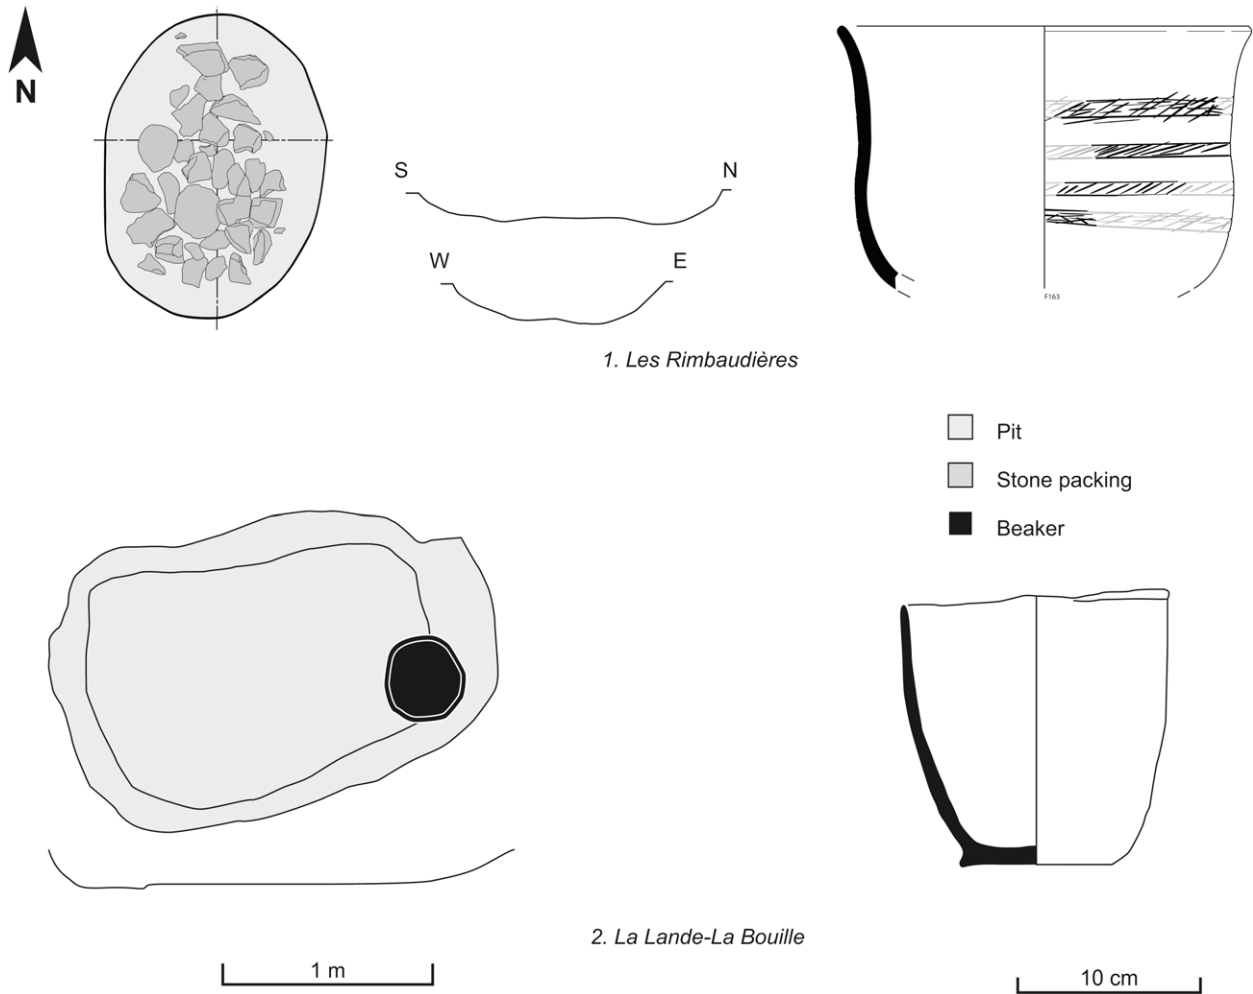 N
S
N
W
E
F163
1. Les Rimbaudières
Pit
Stone packing
Beaker
2. La Lande-La Bouille
1 m
10 cm